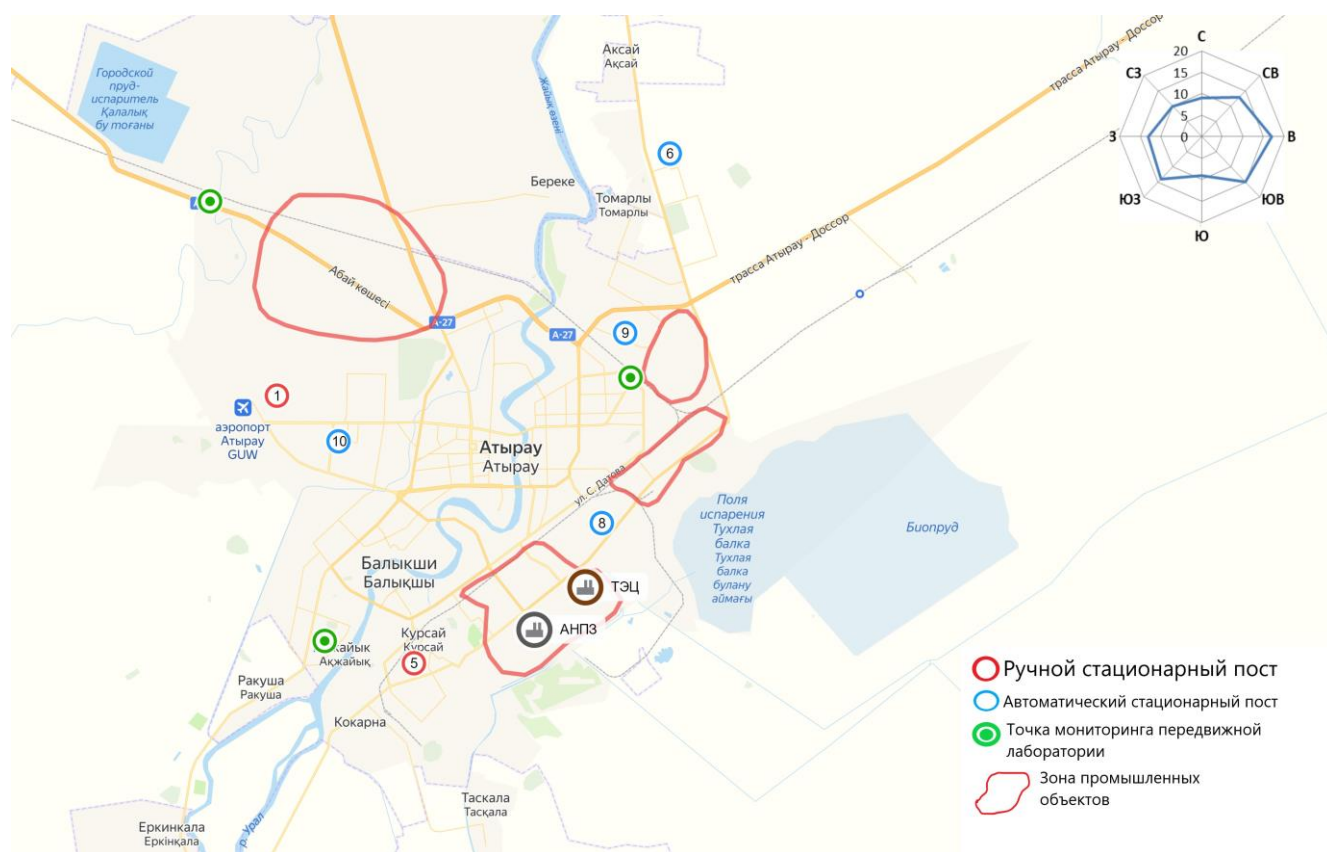 Городской
пруд-
испаритель
Қалалық
бу тоғаны
Аксай
Ақсай
Жайық өзені
трасса Атырау - Доссор
С
20
СЗ
15
СВ
10
5
З
0
В
ЮЗ
ЮВ
Ю
6
Береке
Томарлы
Томарлы
трасса Атырау - Доссор
Абай көшесі
А-27
А-27
9
1
аэропорт
Атырау
GUW
10
Атырау
Атырау
ул. С. Датова
8
Поля
испарения
Тухлая
балка
Тухлая
балка
булану
аймағы
Биопруд
Балыкши
Балықшы
ТЭЦ
АНПЗ
Курсай
Құрсай
5
Ақжайық
Ракуша
Ракуша
Кокарна
Таскала
Тасқала
Еркинкала
Еркінқала
р. Урал
Ручной стационарный пост
Автоматический стационарный пост
Точка мониторинга передвижной
лаборатории
Зона промышленных
объектов